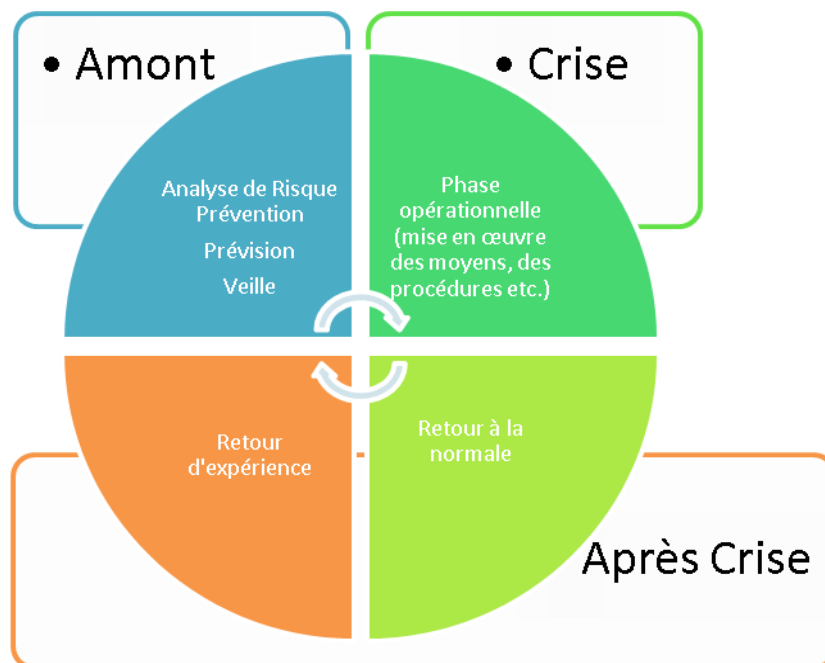 • Amont
• Crise
Analyse de Risque
Prévention
Prévision
Veille
Phase
opérationnelle
(mise en œuvre
des moyens, des
procédures etc.)
Retour
d'expérience
Retour à la
normale
Après Crise